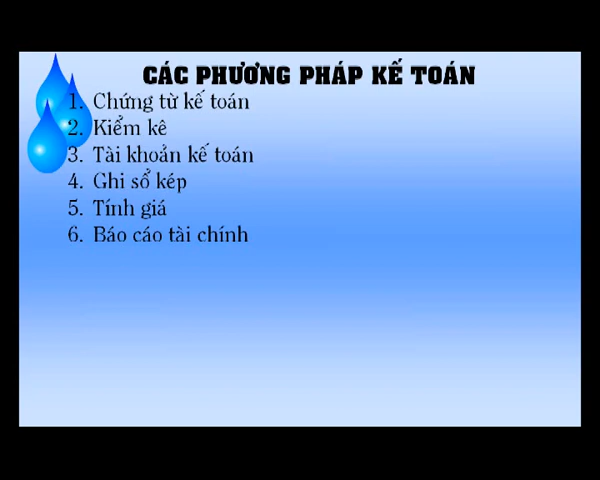 CÁC PHƯƠNG PHÁP KẾ TOÁN
1. Chứng từ kế toán
2. Kiểm kê
3. Tài khoản kế toán
4. Ghi sổ kép
5. Tính giá
6. Báo cáo tài chính